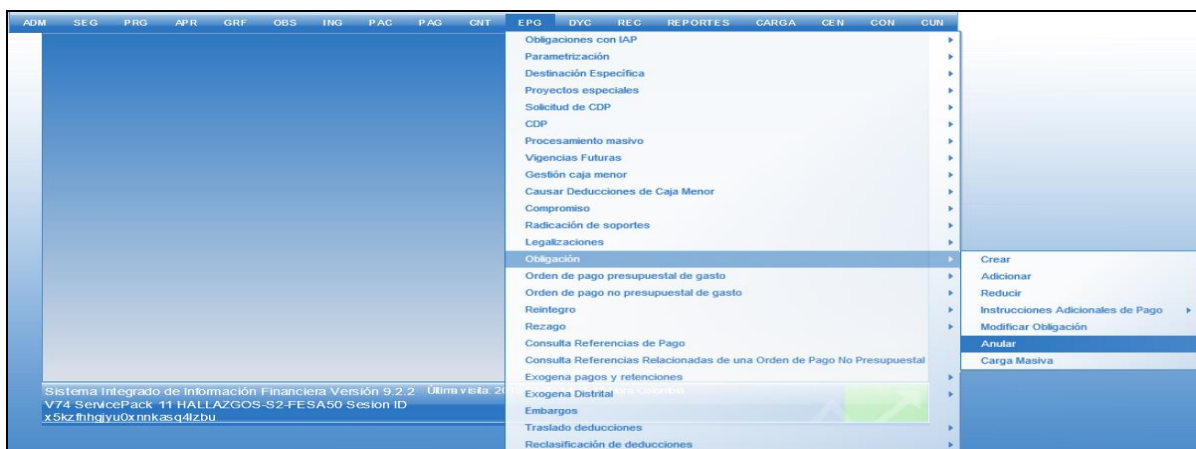 ADM SEG PRG APR GRF OBS ING PAC PAG CNT EPG DYC REC REPORTES CARGA CEN CON CUN
Obligaciones con IAP
Parametrización
Destinación Específica
Proyectos especiales
Solicitud de CDP
CDP
Procesamiento masivo
Vigencias Futuras
Gestión caja menor
Causar Deducciones de Caja Menor
Compromiso
Radicación de soportes
Legalizaciones
Obligación
Crear
Adicionar
Reducir
Instrucciones Adicionales de Pago
Modificar Obligación
Anular
Carga Masiva
Orden de pago presupuestal de gasto
Orden de pago no presupuestal de gasto
Reintegro
Rezago
Consulta Referencias de Pago
Consulta Referencias Relacionadas de una Orden de Pago No Presupuestal
Exogena pagos y retenciones
Exogena Distrital
Embargos
Traslado deducciones
Reclasificación de deducciones
Sistema Integrado de Información Financiera Versión 9.2.2 Última visita:
V74 ServicePack 11 HALLAZGOS-S2-FESA50 Sesion ID